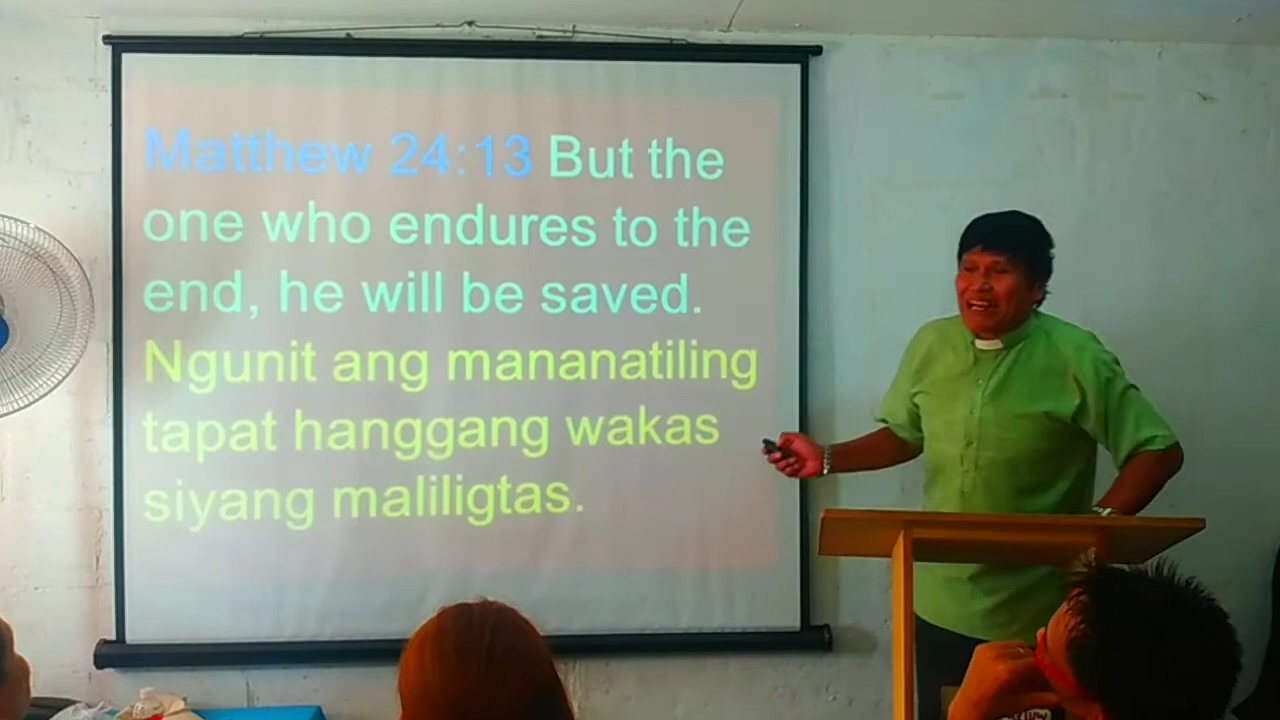 Matthew 24:13 But the
one who endures to the
end, he will be saved.
Ngunit ang mananatiling
tapat hanggang wakas
siyang maliligtas.